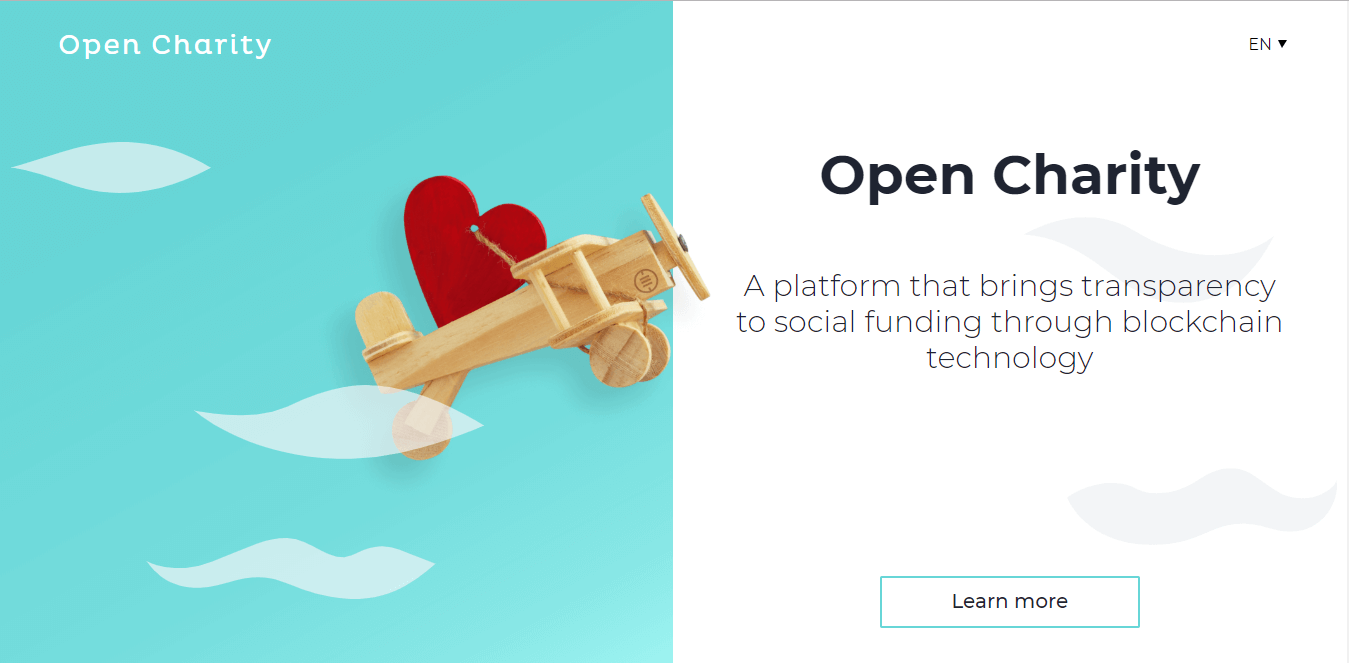 Open Charity
EN
Open Charity
A platform that brings transparency
to social funding through blockchain
technology
Learn more